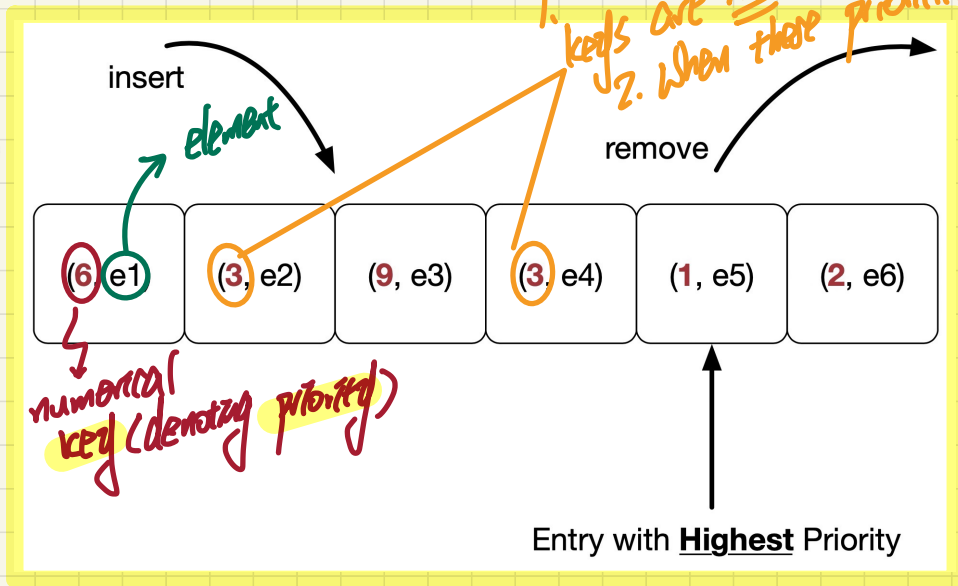 1.
keys are
2. when these
insert
element
remove
(6, e1)
(3, e2)
(9, e3)
(3, e4)
(1, e5)
(2, e6)
numerical
key (denoting priority)
Entry with Highest Priority